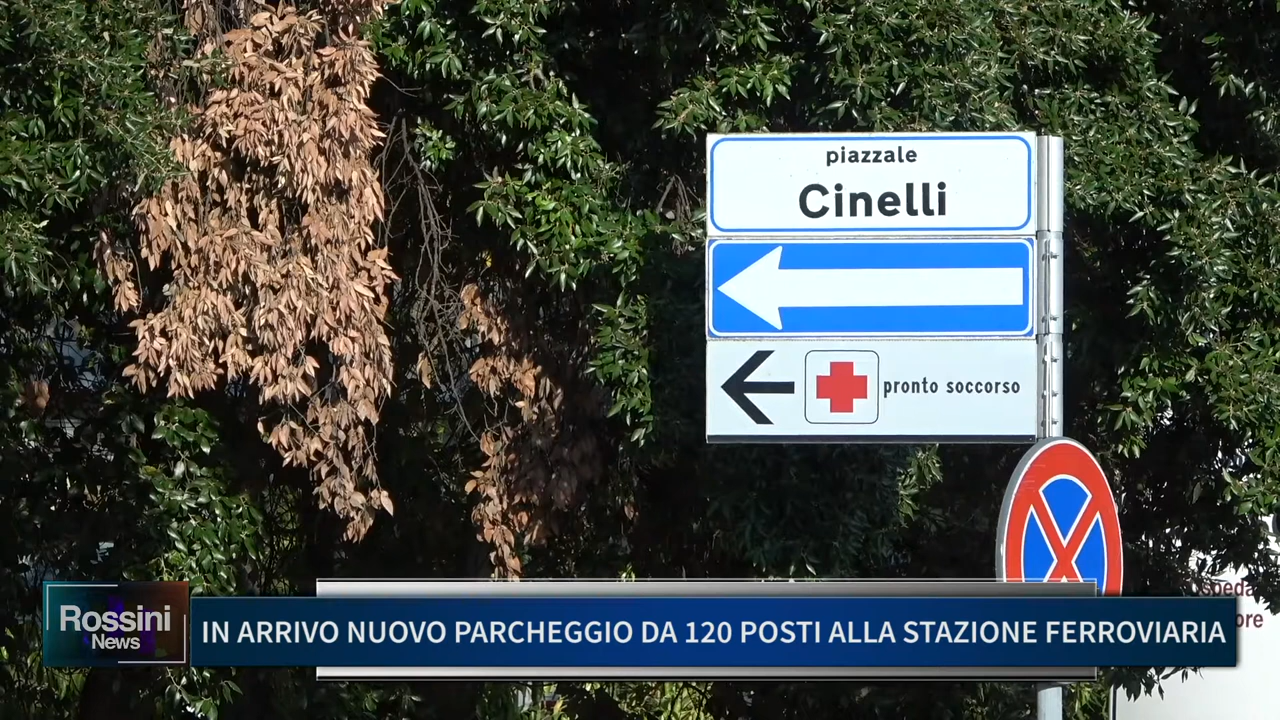 piazzale
Cinelli
pronto soccorso
Rossini
News
IN ARRIVO NUOVO PARCHEGGIO DA 120 POSTI ALLA STAZIONE FERROVIARIA